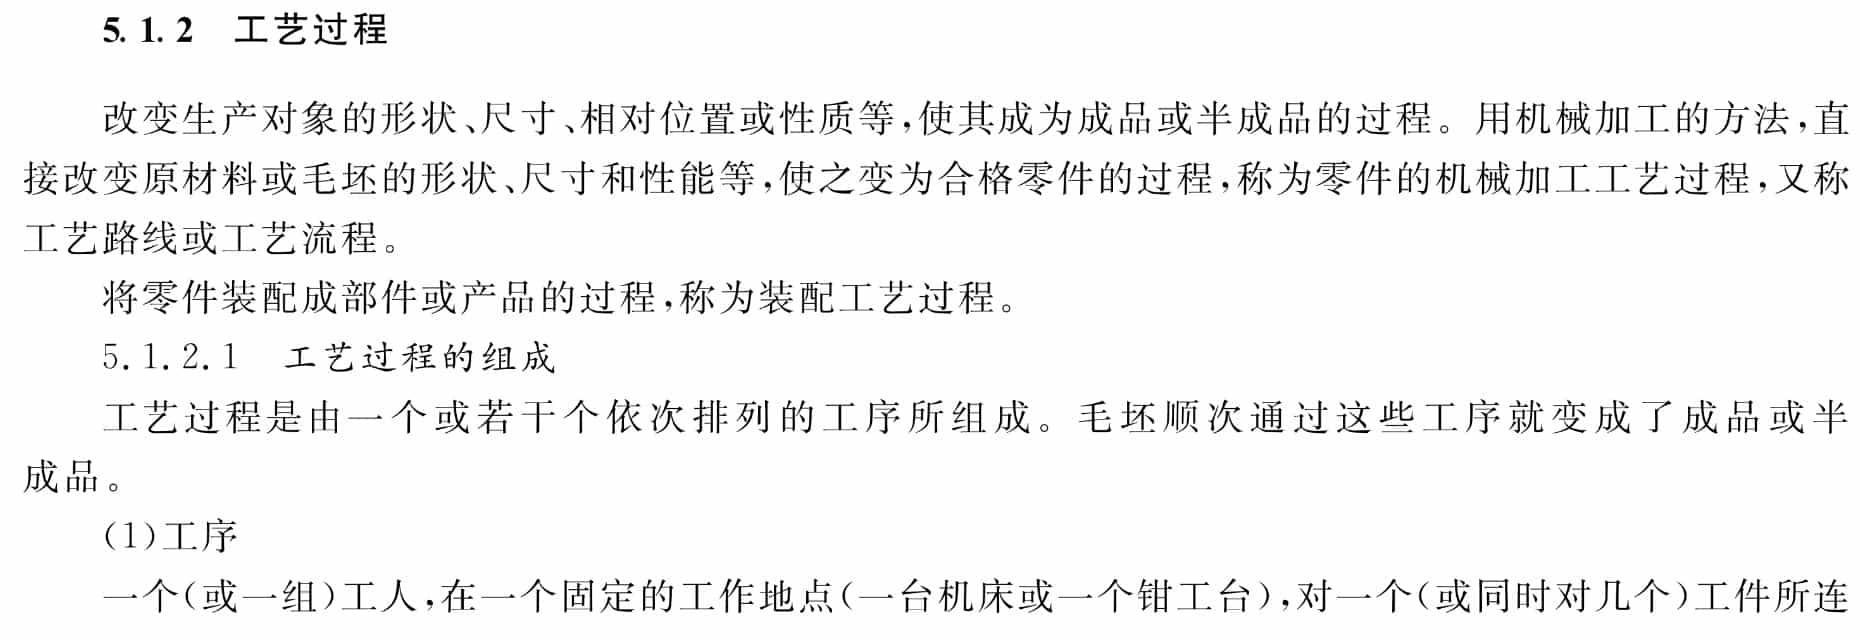 5. 1. 2 工艺过程
改变生产对象的形状、尺寸、相对位置或性质等,使其成为成品或半成品的过程。用机械加工的方法,直
接改变原材料或毛坯的形状、尺寸和性能等,使之变为合格零件的过程,称为零件的机械加工工艺过程,又称
工艺路线或工艺流程。
将零件装配成部件或产品的过程,称为装配工艺过程。
5.1.2.1 工艺过程的组成
工艺过程是由一个或若干个依次排列的工序所组成。毛坯顺次通过这些工序就变成了成品或半
成品。
(1)工序
一个(或一组)工人,在一个固定的工作地点(一台机床或一个钳工台),对一个(或同时对几个)工件所连